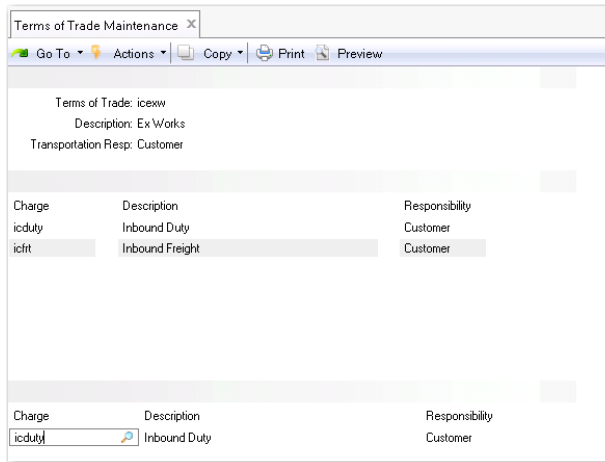 Terms of Trade Maintenance X
Go To Actions Copy Print Preview
Terms of Trade: icexw
Description: Ex Works
Transportation Resp: Customer
Charge Description Responsibility
icduty Inbound Duty Customer
icfrt Inbound Freight Customer
Charge Description Responsibility
icduty Inbound Duty Customer